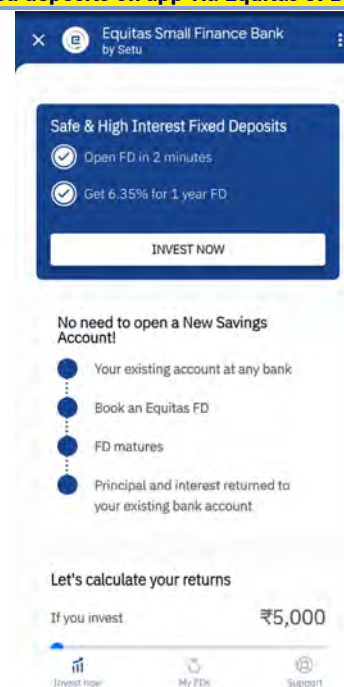 Equitas Small Finance Bank
by Setu
Safe & High Interest Fixed Deposits
Open FD in 2 minutes
Get 6.35% for 1 year FD
INVEST NOW
No need to open a New Savings
Account!
Your existing account at any bank
Book an Equitas FD
FD matures
Principal and interest returned to
your existing bank account
Let's calculate your returns
If you invest ₹5,000
Invest now My FDs Support